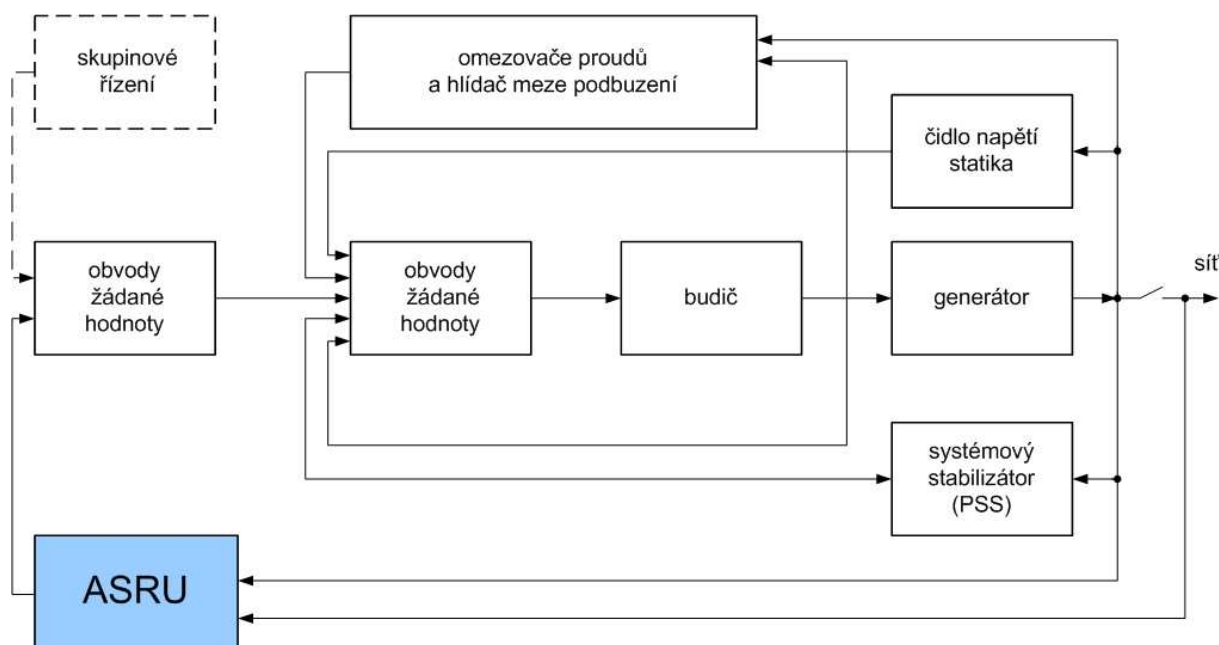 skupinové
řízení
omezovače proudů
a hlídač meze podbuzení
čidlo napětí
statika
obvody
žádané
hodnoty
obvody
žádané
hodnoty
budič
generátor
síť
systémový
stabilizátor
(PSS)
ASRU